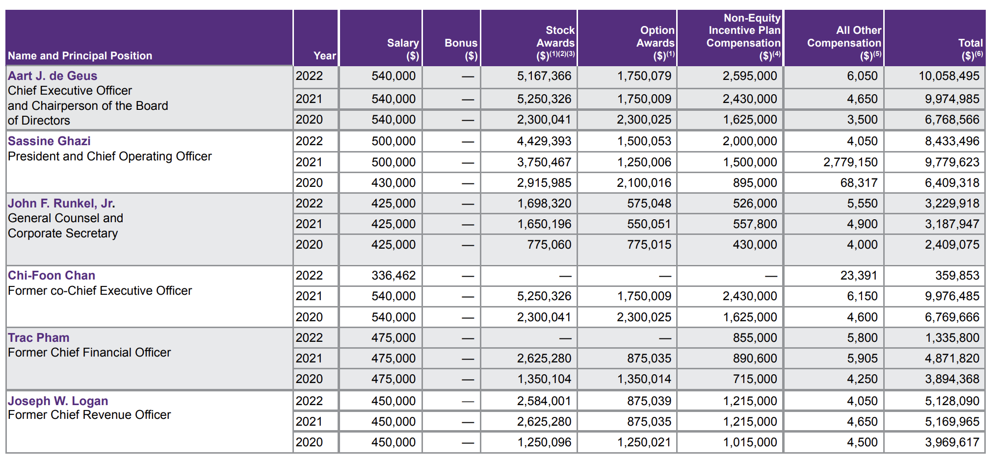 Name and Principal Position Year Salary ($) Bonus ($) Stock Awards ($)(1)(2)(3) Option Awards ($)(1) Non-Equity Incentive Plan Compensation ($)(4) All Other Compensation ($)(5) Total ($)(6)
Aart J. de Geus 2022 540,000 — 5,167,366 1,750,079 2,595,000 6,050 10,058,495
Chief Executive Officer
and Chairperson of the Board 2021 540,000 — 5,250,326 1,750,009 2,430,000 4,650 9,974,985
of Directors 2020 540,000 — 2,300,041 2,300,025 1,625,000 3,500 6,768,566
Sassine Ghazi 2022 500,000 — 4,429,393 1,500,053 2,000,000 4,050 8,433,496
President and Chief Operating Officer 2021 500,000 — 3,750,467 1,250,006 1,500,000 2,779,150 9,779,623
2020 430,000 — 2,915,985 2,100,016 895,000 68,317 6,409,318
John F. Runkel, Jr. 2022 425,000 — 1,698,320 575,048 526,000 5,550 3,229,918
General Counsel and 2021 425,000 — 1,650,196 550,051 557,800 4,900 3,187,947
Corporate Secretary 2020 425,000 — 775,060 775,015 430,000 4,000 2,409,075
Chi-Foon Chan 2022 336,462 — — — — 23,391 359,853
Former co-Chief Executive Officer 2021 540,000 — 5,250,326 1,750,009 2,430,000 6,150 9,976,485
2020 540,000 — 2,300,041 2,300,025 1,625,000 4,600 6,769,666
Trac Pham 2022 475,000 — — — 855,000 5,800 1,335,800
Former Chief Financial Officer 2021 475,000 — 2,625,280 875,035 890,600 5,905 4,871,820
2020 475,000 — 1,350,104 1,350,014 715,000 4,250 3,894,368
Joseph W. Logan 2022 450,000 — 2,584,001 875,039 1,215,000 4,050 5,128,090
Former Chief Revenue Officer 2021 450,000 — 2,625,280 875,035 1,215,000 4,650 5,169,965
2020 450,000 — 1,250,096 1,250,021 1,015,000 4,500 3,969,617